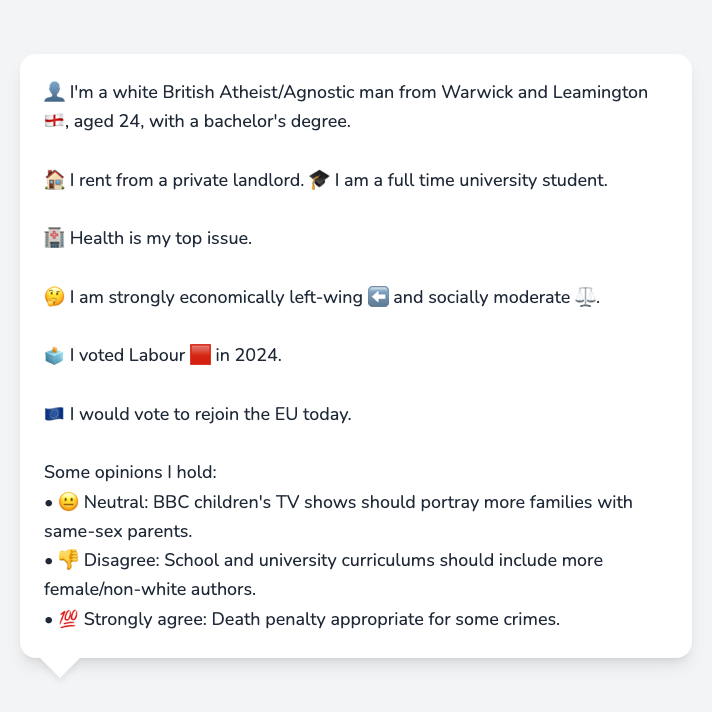 👤 I'm a white British Atheist/Agnostic man from Warwick and Leamington
🏴󠁧󠁢󠁥󠁮󠁧󠁿, aged 24, with a bachelor's degree.
🏠 I rent from a private landlord. 🎓 I am a full time university student.
🏥 Health is my top issue.
🤔 I am strongly economically left-wing ⬅️ and socially moderate ⚖️.
🗳️ I voted Labour 🟥 in 2024.
🇪🇺 I would vote to rejoin the EU today.
Some opinions I hold:
• 😐 Neutral: BBC children's TV shows should portray more families with
same-sex parents.
• 👎 Disagree: School and university curriculums should include more
female/non-white authors.
• 💯 Strongly agree: Death penalty appropriate for some crimes.